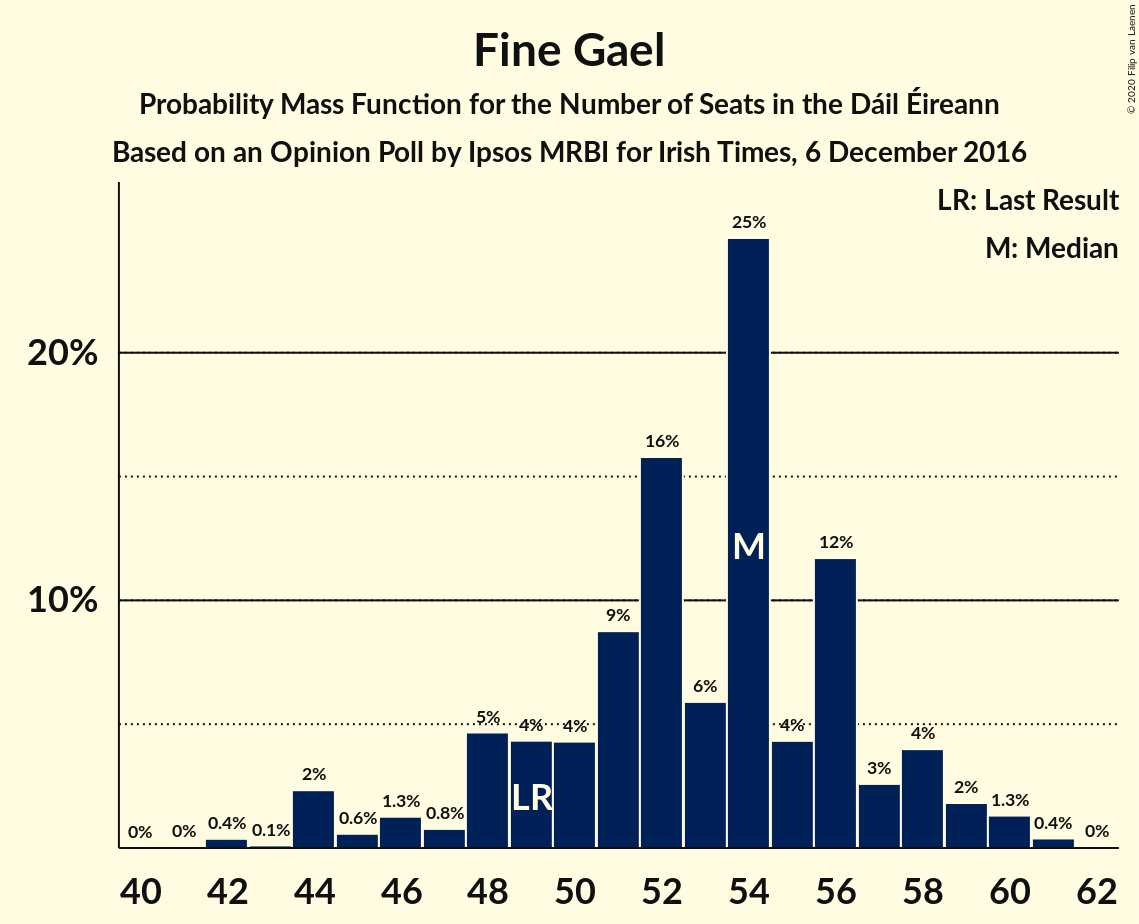 Fine Gael
Probability Mass Function for the Number of Seats in the Dáil Éireann
Based on an Opinion Poll by Ipsos MRBI for Irish Times, 6 December 2016
© 2020 Filip van Laenen
LR: Last Result
M: Median
20%
10%
0% 0% 0.4% 0.1% 2% 0.6% 1.3% 0.8% 5% 4% 4% 9% 16% 6% 25% 4% 12% 3% 4% 2% 1.3% 0.4% 0%
LR
M
40 42 44 46 48 50 52 54 56 58 60 62